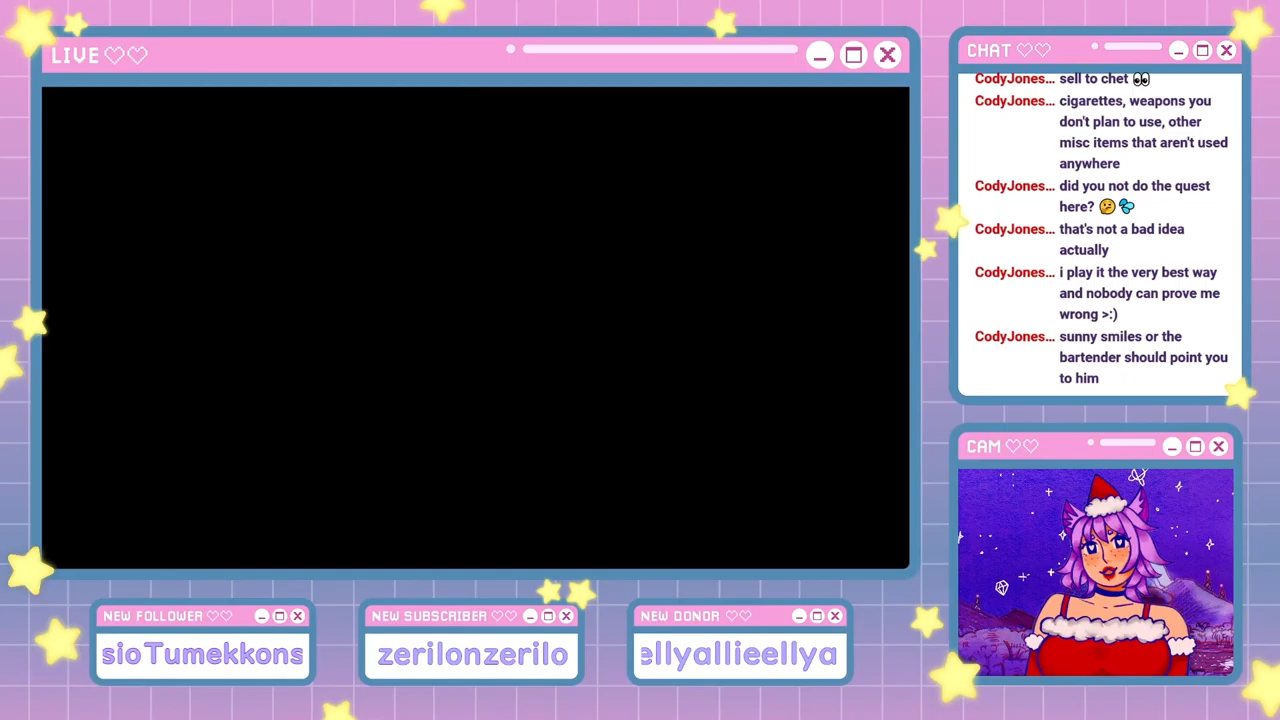 LIVE
CHAT
CodyJones... sell to chet 👀
CodyJones... cigarettes, weapons you
don't plan to use, other
misc items that aren't used
anywhere
CodyJones... did you not do the quest
here? 🤔
CodyJones... that's not a bad idea
actually
CodyJones... i play it the very best way
and nobody can prove me
wrong >:)
CodyJones... sunny smiles or the
bartender should point you
to him
CAM
NEW FOLLOWER
sioTumekkons
NEW SUBSCRIBER
zerilonzerilo
NEW DONOR
ellyallieellya